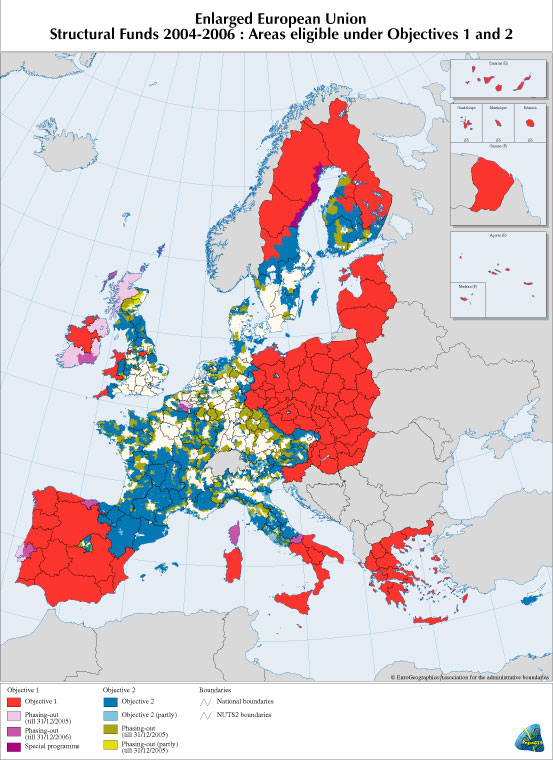 Enlarged European Union
Structural Funds 2004-2006 : Areas eligible under Objectives 1 and 2
Canarias (E)
Guadeloupe
Martinique
Réunion
(F)
(F)
(F)
Guyane (F)
Açores (P)
Madeira (P)
© EuroGeographics Association for the administrative boundaries
Objective 1
Objective 1
Phasing-out
(till 31/12/2005)
Phasing-out
(till 31/12/2006)
Special programme
Objective 2
Objective 2
Objective 2 (partly)
Phasing-out
(till 31/12/2005)
Phasing-out (partly)
(till 31/12/2005)
Boundaries
National boundaries
NUTS2 boundaries